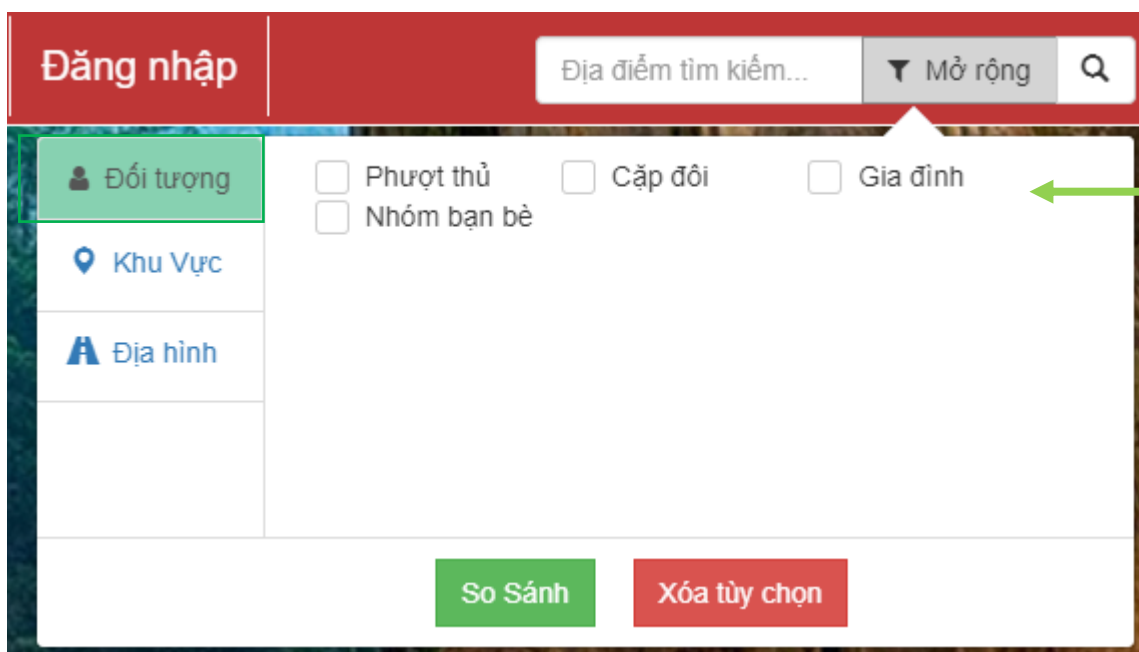 Đăng nhập
Địa điểm tìm kiếm... Mở rộng
Đối tượng
Phượt thủ Cặp đôi Gia đình
Nhóm bạn bè
Khu Vực
Địa hình
So Sánh Xóa tùy chọn